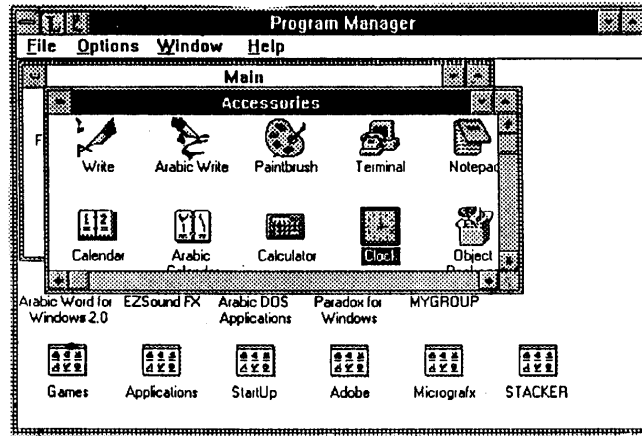 Program Manager
File Options Window Help
Main
Accessories
F
Write Arabic Write Paintbrush Terminal Notepad
Calendar Arabic Calculator Clock Object
Arabic Word for Windows 2.0 EZSound FX Arabic DOS Applications Paradox for Windows MYGROUP
Games Applications StartUp Adobe Micrografx STACKER